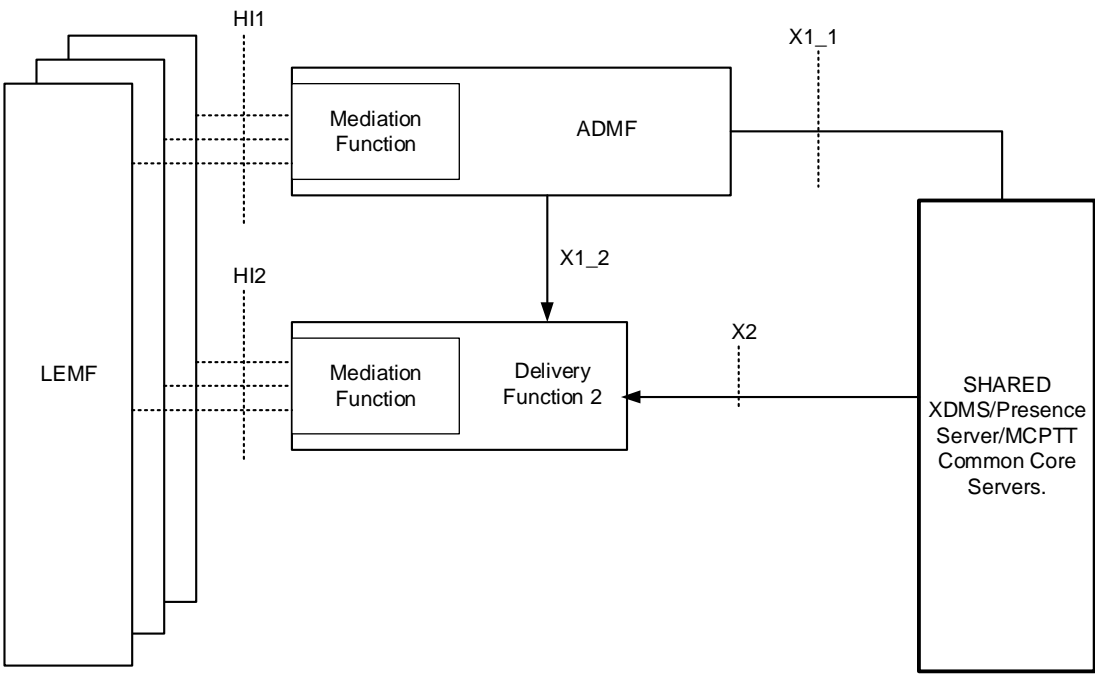 HI1
X1_1
Mediation
Function
ADMF
X1_2
HI2
X2
LEMF
Mediation
Function
Delivery
Function 2
SHARED
XDMS/Presence
Server/MCPTT
Common Core
Servers.